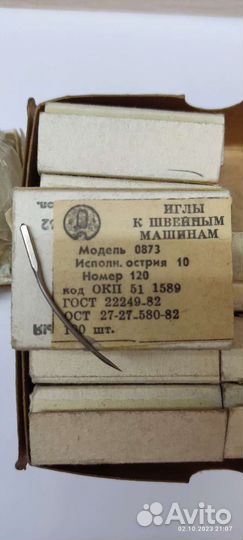 ИГЛЫ
К ШВЕЙНЫМ
МАШИНАМ
Модель 0873
Исполн. острия 10
Номер 120
код ОКП 51 1589
ГОСТ 22249-82
ОСТ 27-27-580-82
100 шт.
Avito
02.10.2023 21:07